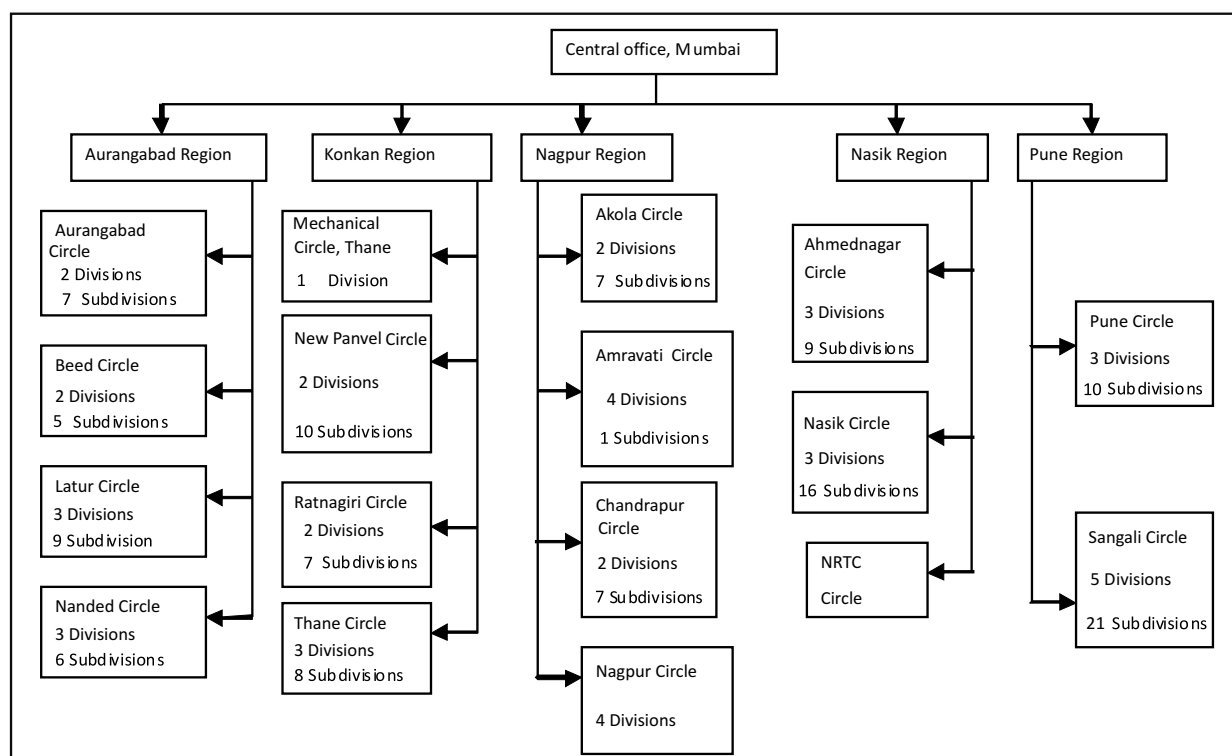 Central office, Mumbai
Aurangabad Region
Konkan Region
Nagpur Region
Nasik Region
Pune Region
Aurangabad
Circle
2 Divisions
7 Subdivisions
Beed Circle
2 Divisions
5 Subdivisions
Latur Circle
3 Divisions
9 Subdivision
Nanded Circle
3 Divisions
6 Subdivisions
Mechanical
Circle, Thane
1 Division
New Panvel Circle
2 Divisions
10 Subdivisions
Ratnagiri Circle
2 Divisions
7 Subdivisions
Thane Circle
3 Divisions
8 Subdivisions
Akola Circle
2 Divisions
7 Subdivisions
Amravati Circle
4 Divisions
1 Subdivisions
Chandrapur
Circle
2 Divisions
7 Subdivisions
Nagpur Circle
4 Divisions
Ahmednagar
Circle
3 Divisions
9 Subdivisions
Nasik Circle
3 Divisions
16 Subdivisions
NRTC
Circle
Pune Circle
3 Divisions
10 Subdivisions
Sangali Circle
5 Divisions
21 Subdivisions